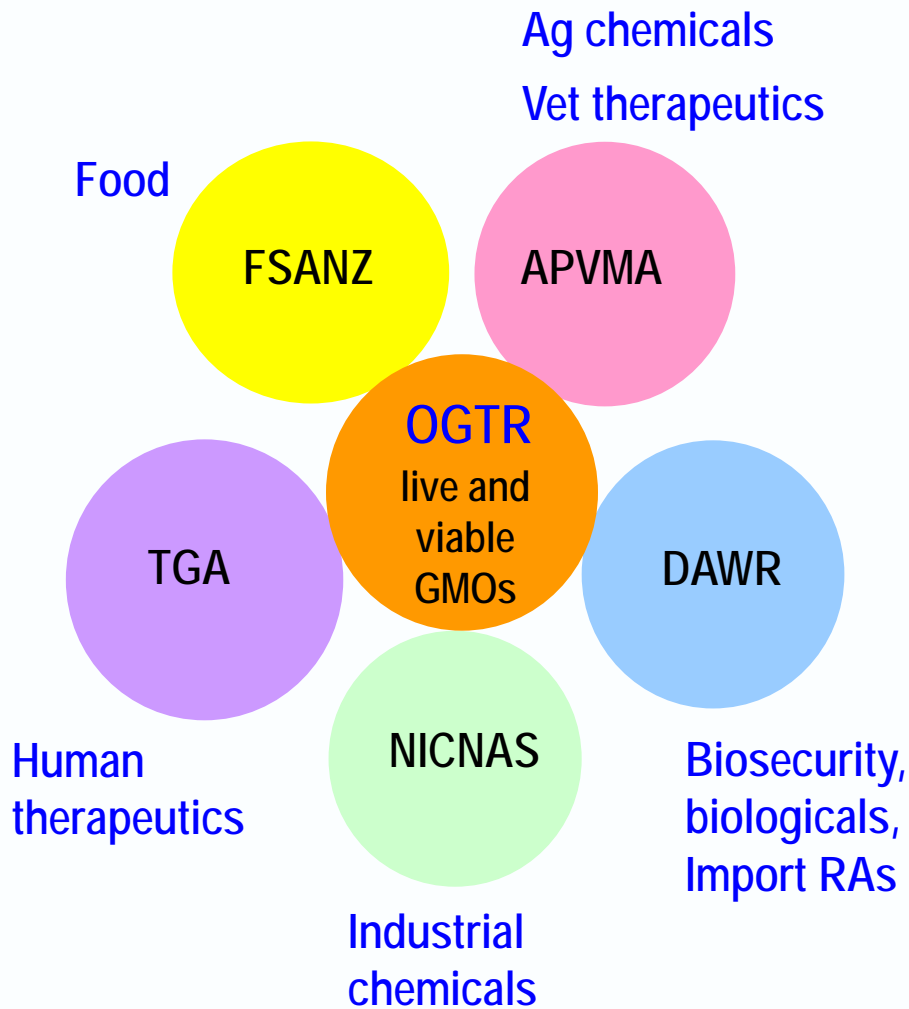 Ag chemicals
Vet therapeutics
Food
FSANZ
APVMA
OGTR
live and
viable
GMOs
TGA
DAWR
NICNAS
Human
therapeutics
Biosecurity,
biologicals,
Import RAs
Industrial
chemicals